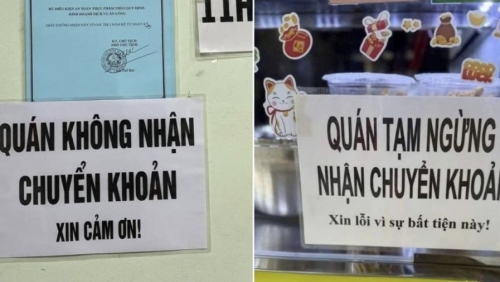 11H
QUÁN KHÔNG NHẬN
CHUYỂN KHOẢN
XIN CẢM ƠN!
QUÁN TẠM NGỪNG
NHẬN CHUYỂN KHOẢ
Xin lỗi vì sự bất tiện này!